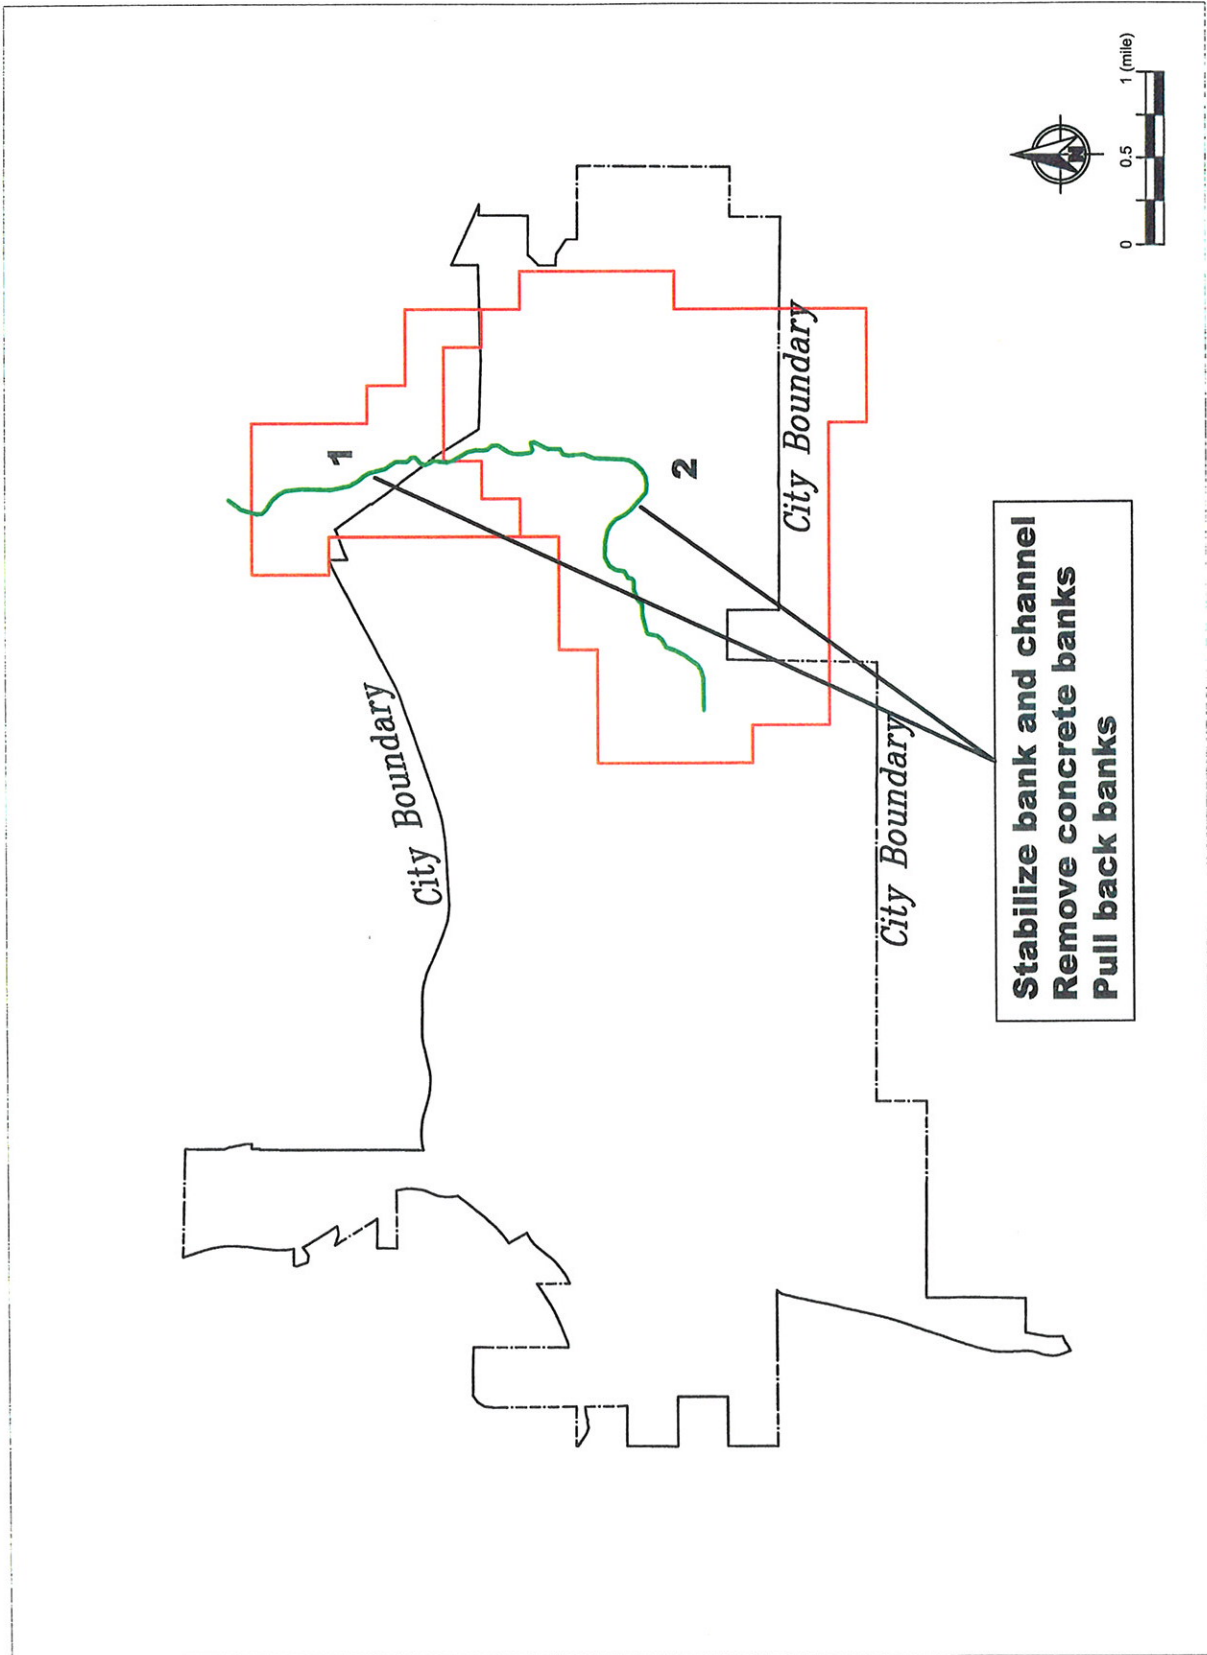 1
2
City Boundary
City Boundary
City Boundary
Stabilize bank and channel
Remove concrete banks
Pull back banks
N
0 0.5 1 (mile)